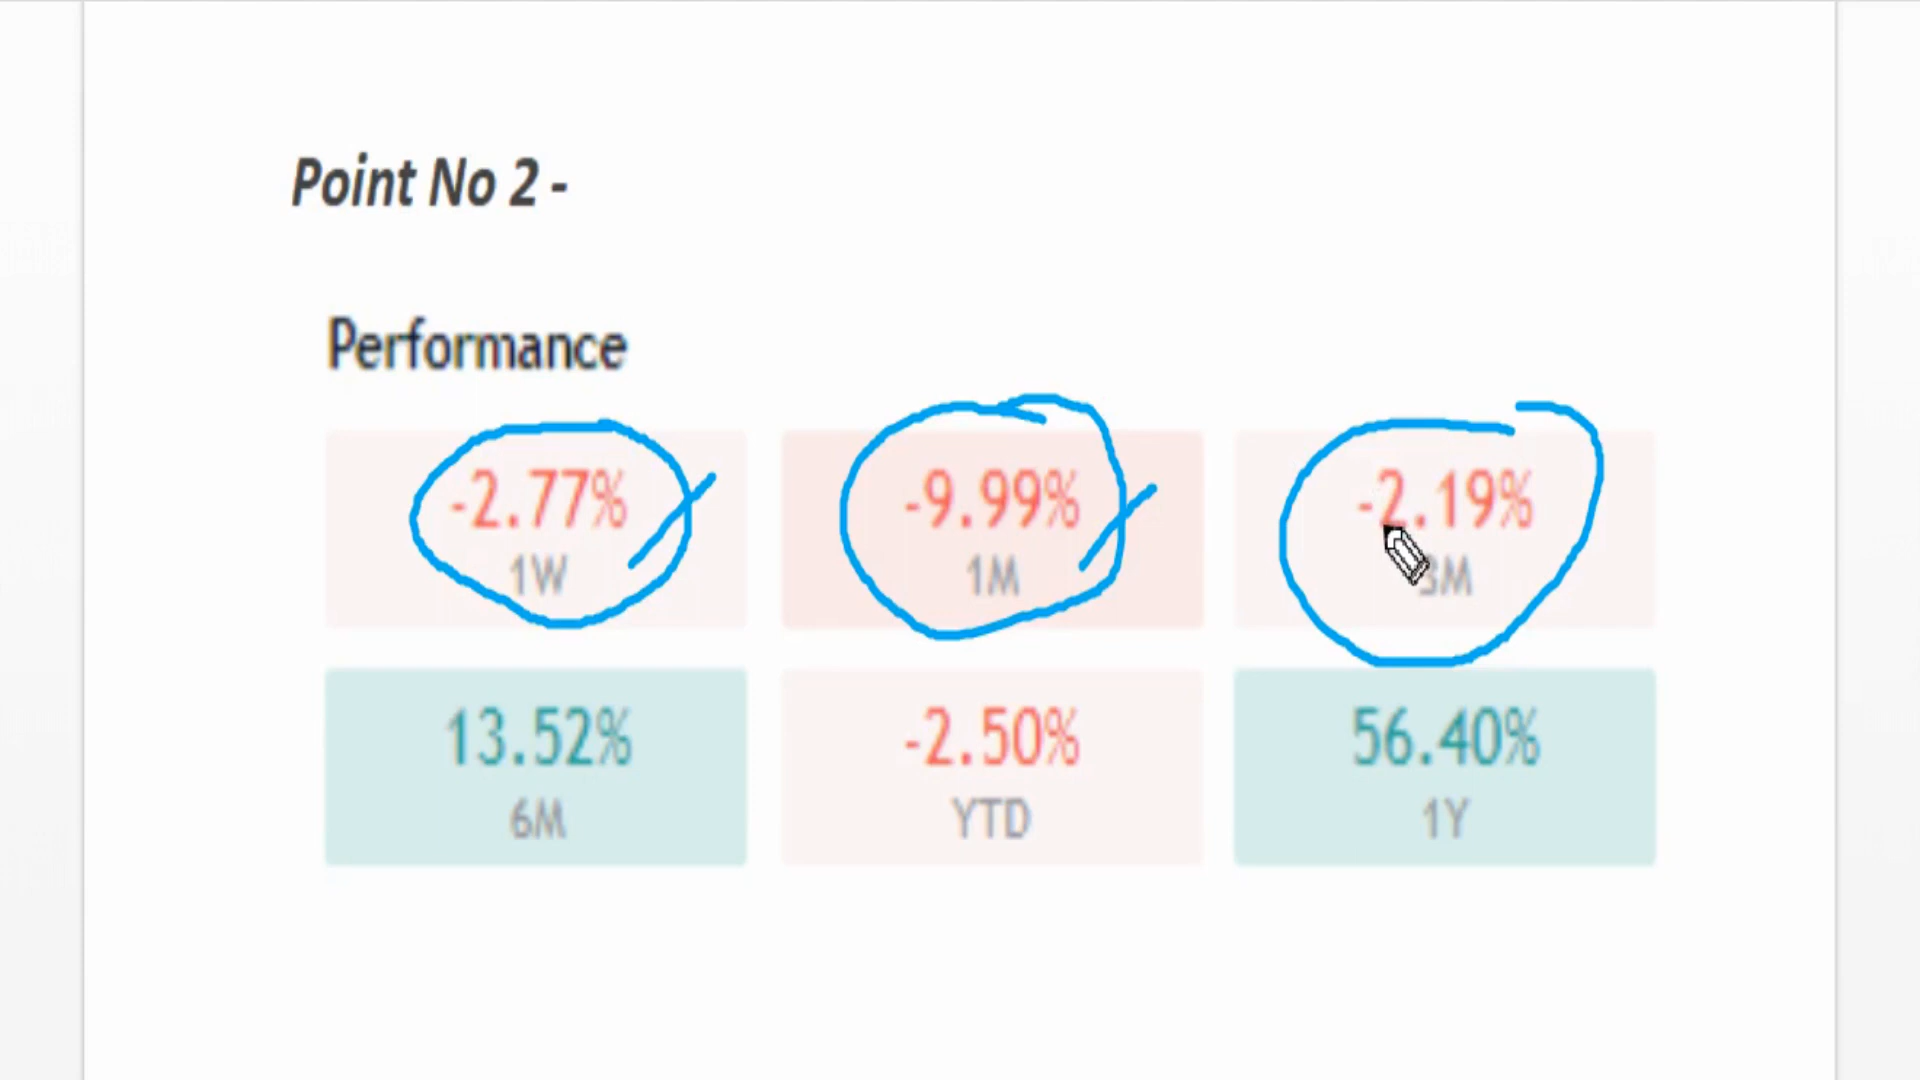 Point No 2 -
Performance
-2.77% -9.99% -2.19%
1W 1M 3M
13.52% -2.50% 56.40%
6M YTD 1Y